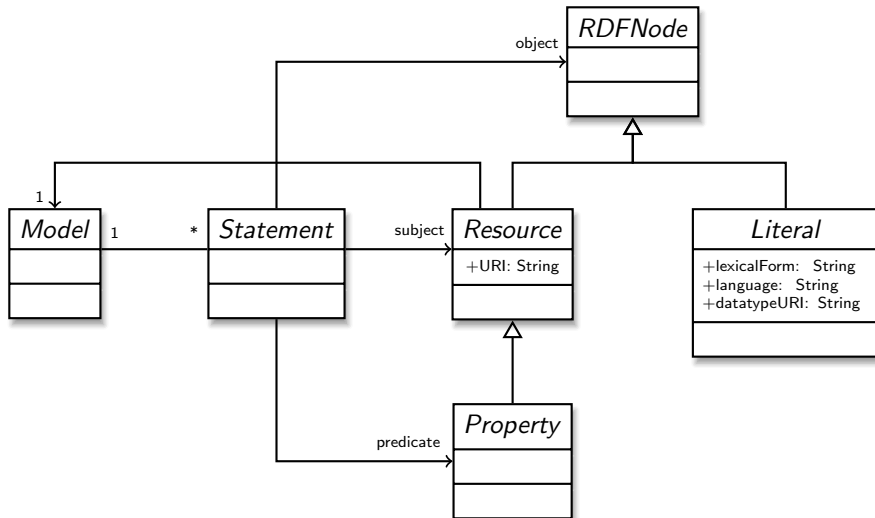 RDFNode
object
1
Model
1
*
Statement
subject
Resource
+URI: String
Literal
+lexicalForm: String
+language: String
+datatypeURI: String
predicate
Property